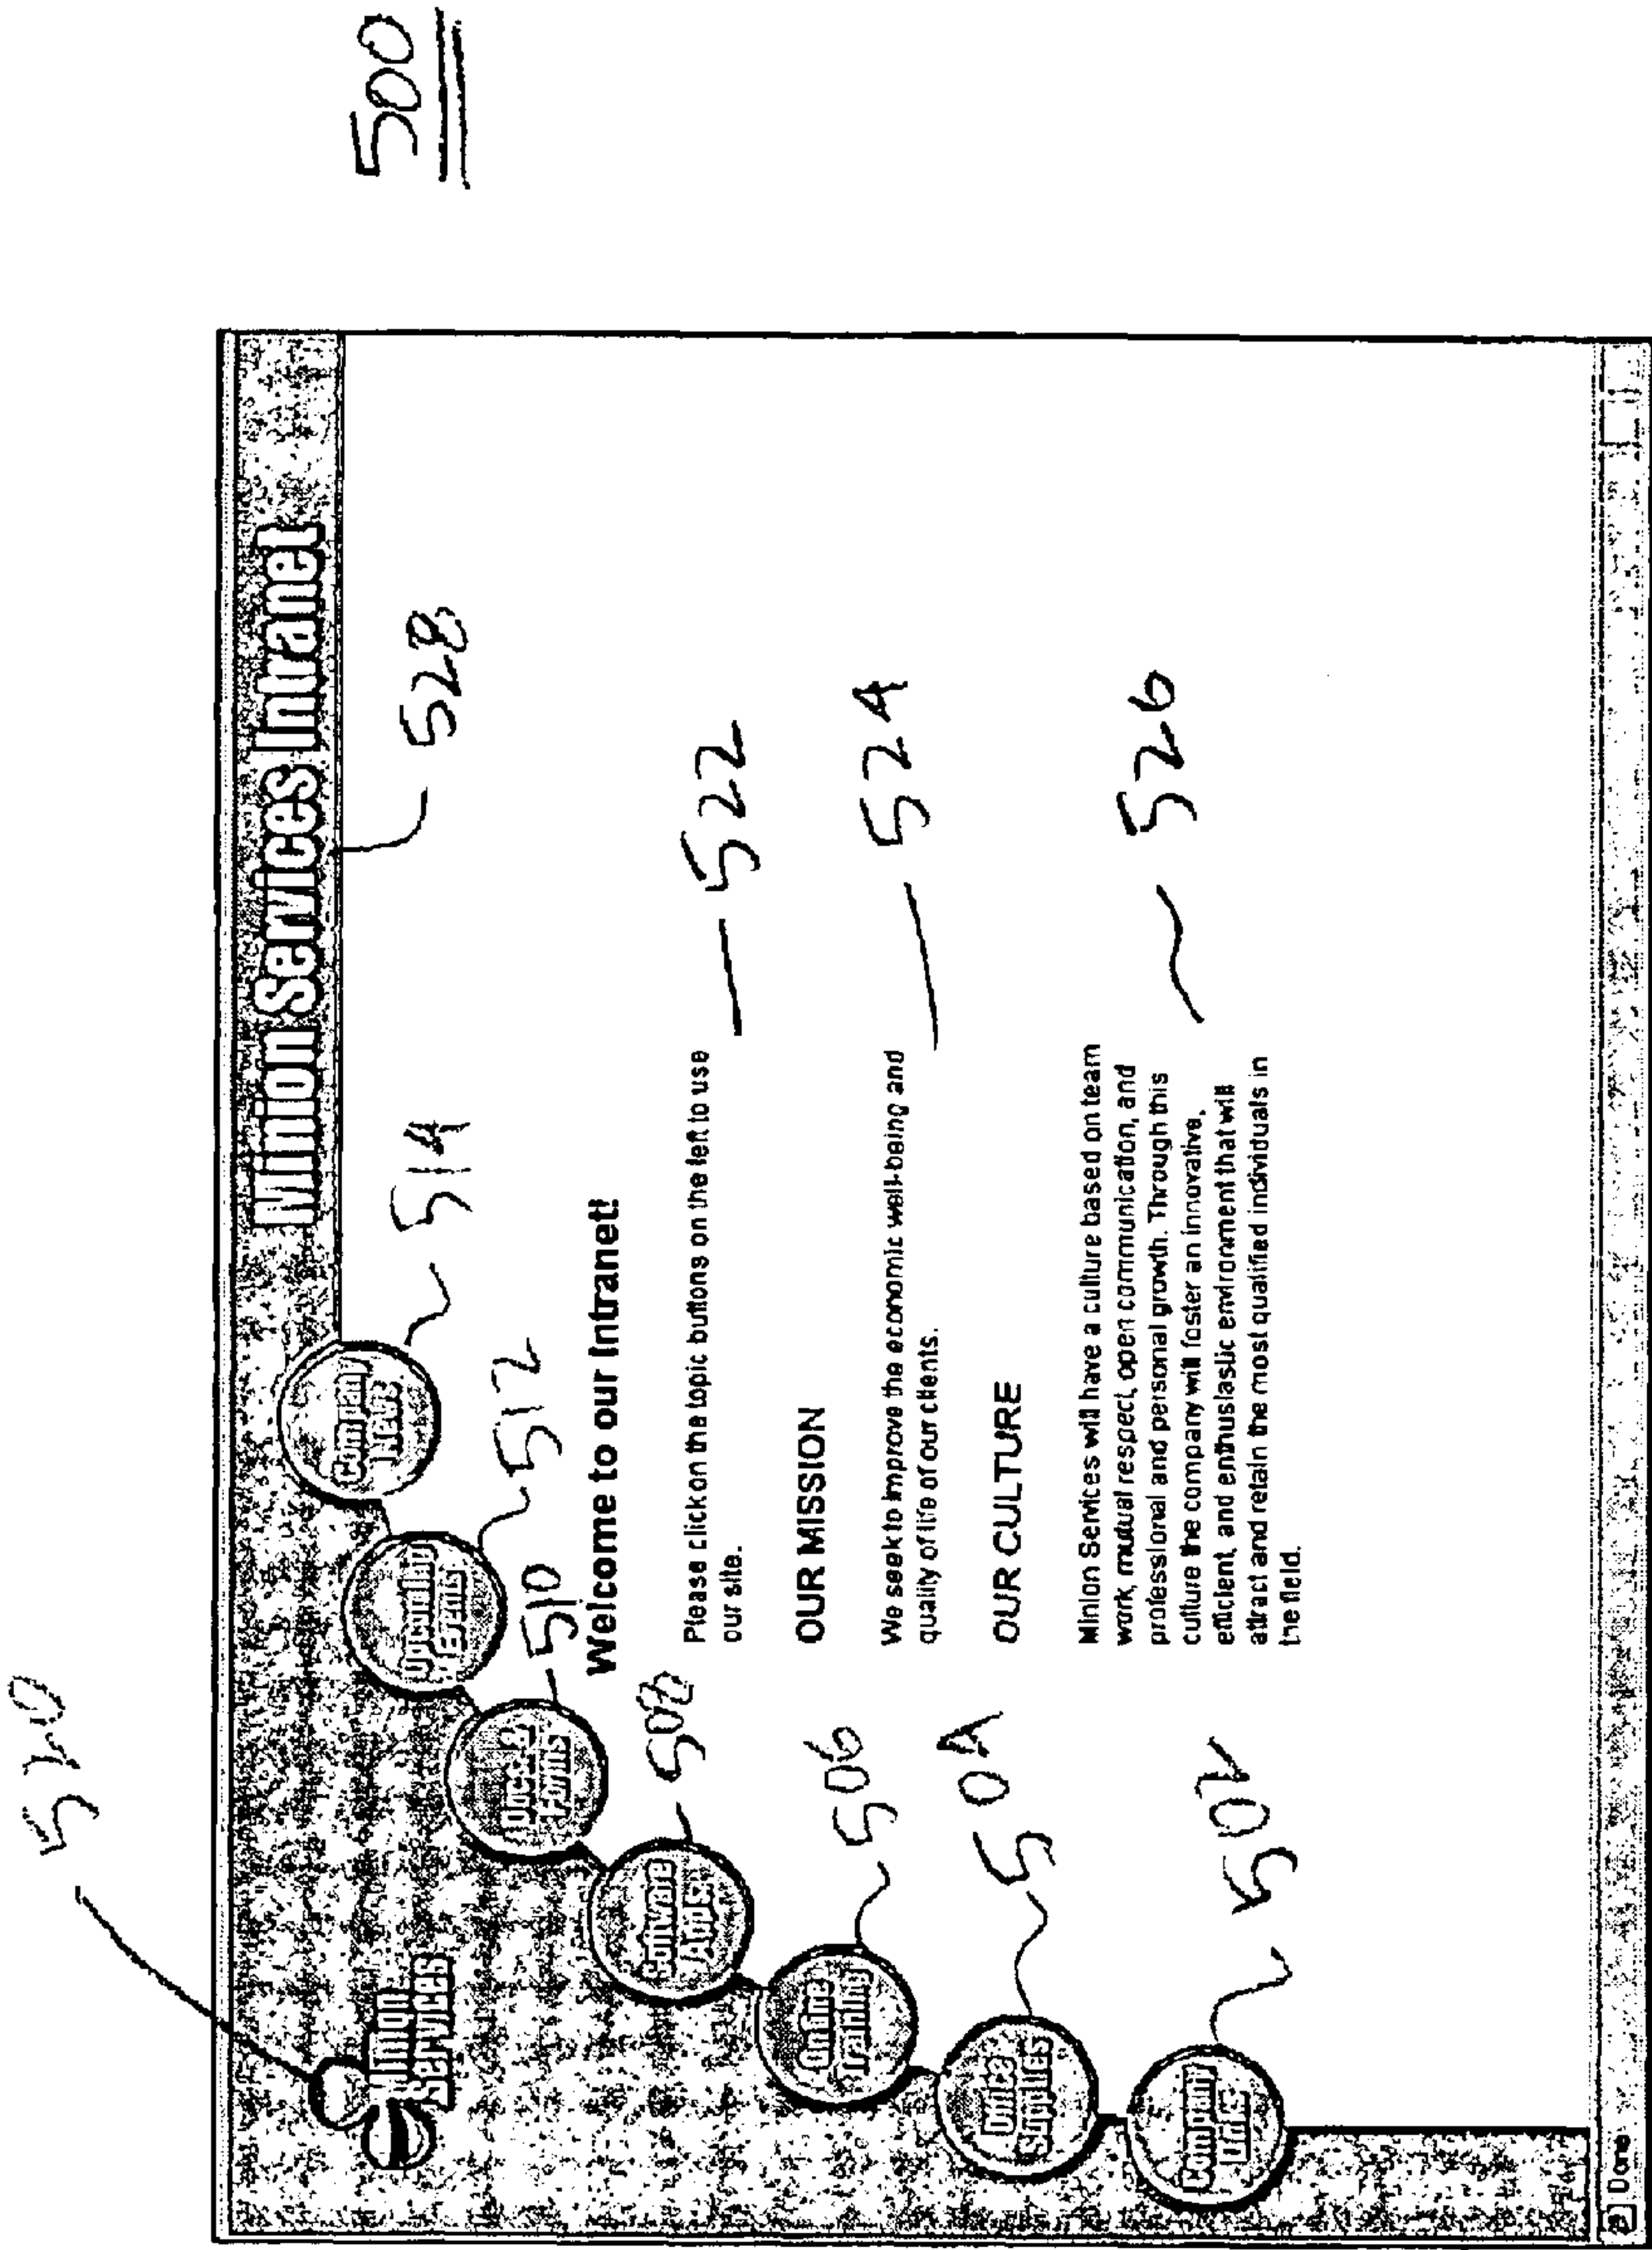 500
520
Minion Services Intranet
528
Minion
Services
Company
News
514
Upcoming
Events
512
Docs &
Forms
510
Software
Apps
508
Online
Training
506
Office
Supplies
504
Company
Links
502
Welcome to our Intranet!
Please click on the topic buttons on the left to use
our site.
522
OUR MISSION
We seek to improve the economic well-being and
quality of life of our clients.
524
OUR CULTURE
Minion Services will have a culture based on team
work, mutual respect, open communication, and
professional and personal growth. Through this
culture the company will foster an innovative,
efficient, and enthusiastic environment that will
attract and retain the most qualified individuals in
the field.
526
Done